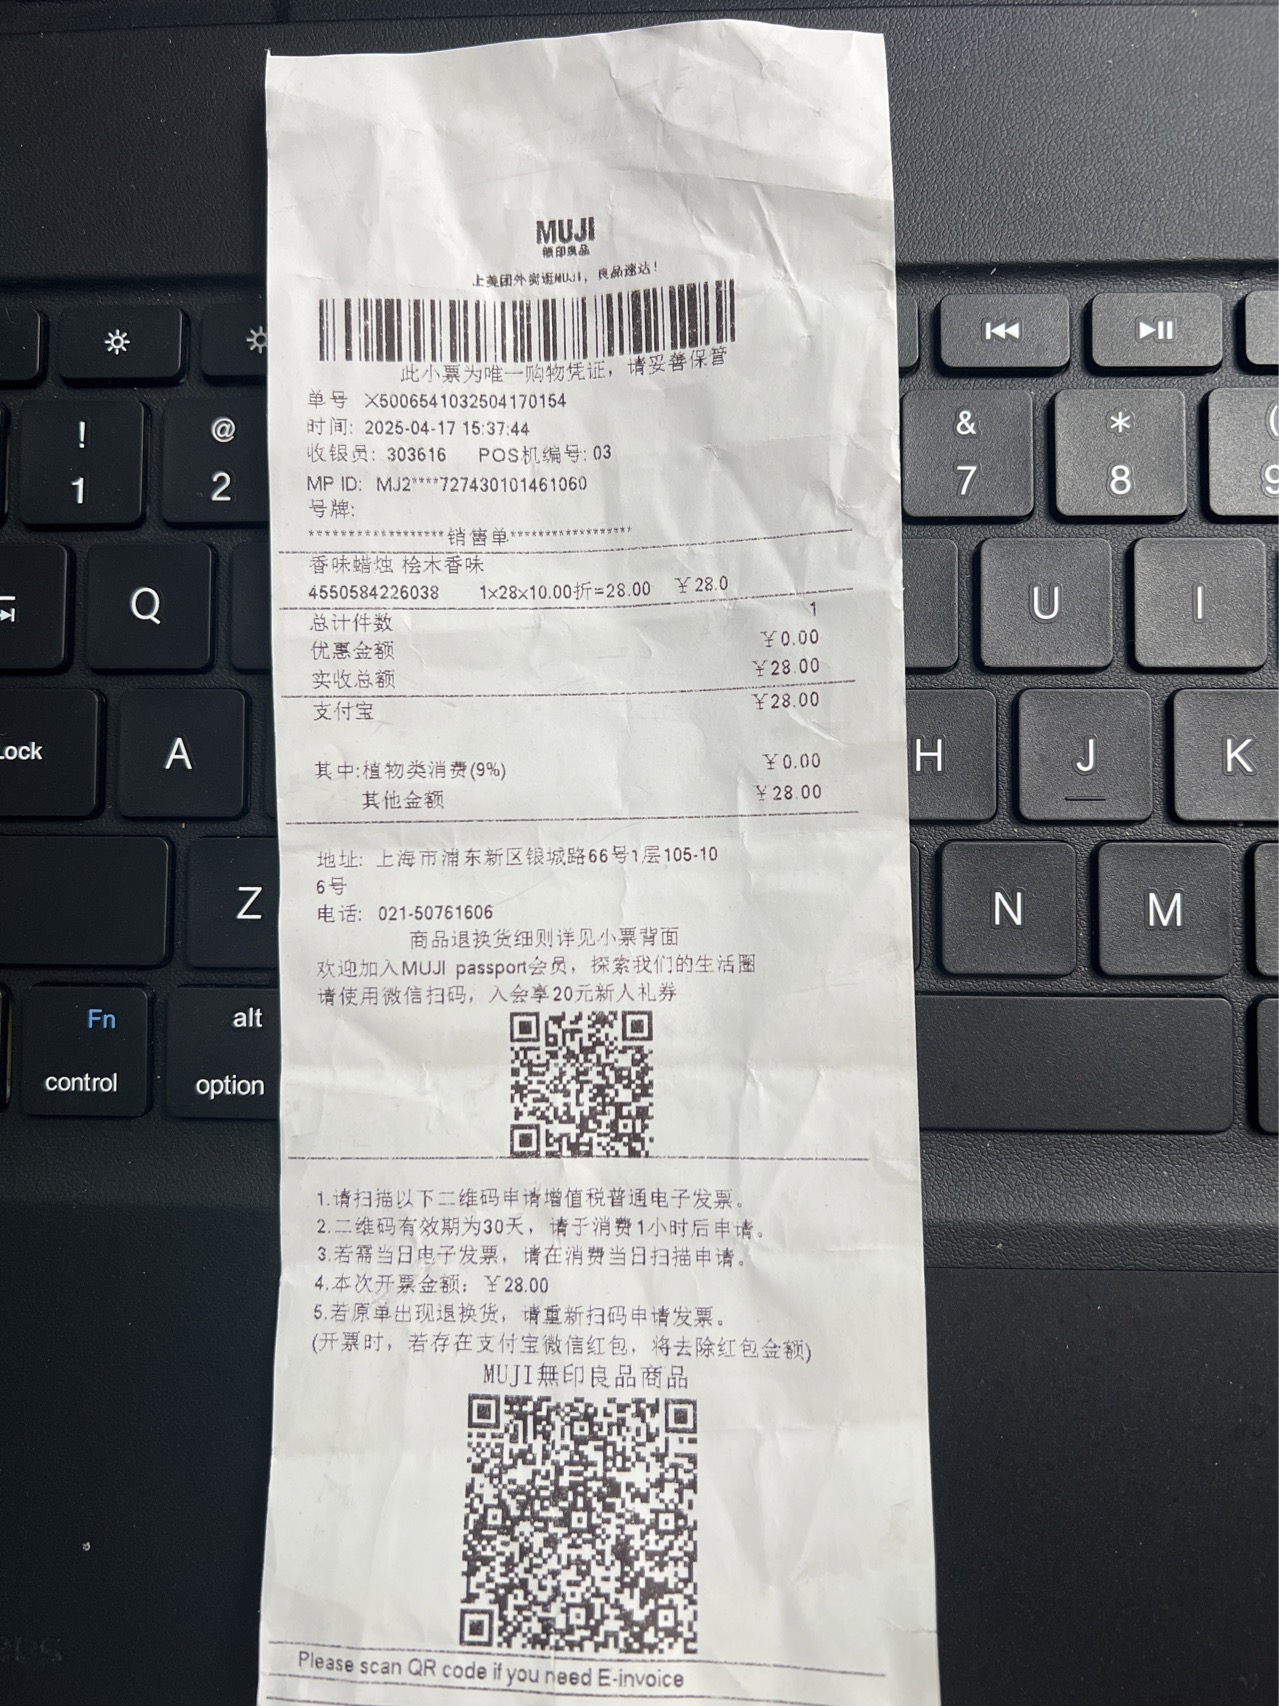 MUJI
無印良品
上美团外卖逛MUJI，良品速达！
此小票为唯一购物凭证，请妥善保管
单号 X5006541032504170154
时间: 2025-04-17 15:37:44
收银员: 303616 POS机编号: 03
MP ID: MJ2****727430101461060
号牌:
******************销售单******************
香味蜡烛 桧木香味
4550584226038 1×28×10.00折=28.00 ¥28.0
总计件数 1
优惠金额 ¥0.00
实收总额 ¥28.00
支付宝 ¥28.00
其中:植物类消费(9%) ¥0.00
其他金额 ¥28.00
地址: 上海市浦东新区银城路66号1层105-10
6号
电话: 021-50761606
商品退换货细则详见小票背面
欢迎加入MUJI passport会员，探索我们的生活圈
请使用微信扫码，入会享20元新人礼券
1.请扫描以下二维码申请增值税普通电子发票。
2.二维码有效期为30天，请于消费1小时后申请。
3.若需当日电子发票，请在消费当日扫描申请。
4.本次开票金额: ¥28.00
5.若原单出现退换货，请重新扫码申请发票。
(开票时，若存在支付宝微信红包，将去除红包金额)
MUJI無印良品商品
Please scan QR code if you need E-invoice
! 1
@ 2
& 7
* 8
( 9
Q
U
I
Lock
A
H
J
K
Z
N
M
Fn
control
alt
option